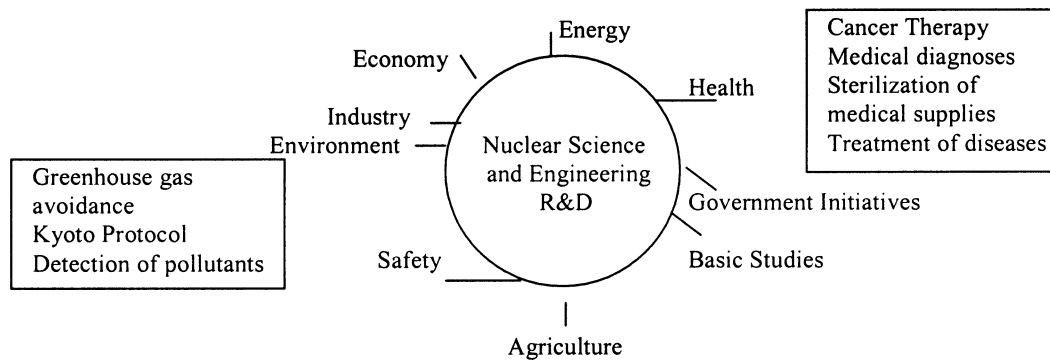 Energy
Economy
Health
Industry
Environment
Nuclear Science
and Engineering
R&D
Government Initiatives
Basic Studies
Safety
Agriculture
Cancer Therapy
Medical diagnoses
Sterilization of
medical supplies
Treatment of diseases
Greenhouse gas
avoidance
Kyoto Protocol
Detection of pollutants